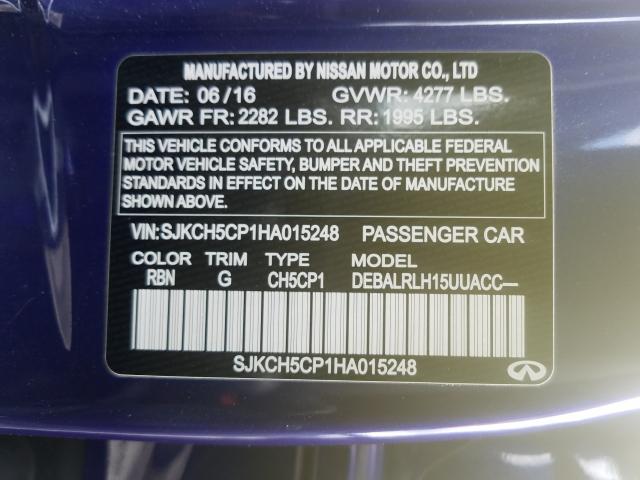 MANUFACTURED BY NISSAN MOTOR CO., LTD
DATE: 06/16 GVWR: 4277 LBS.
GAWR FR: 2282 LBS. RR: 1995 LBS.
THIS VEHICLE CONFORMS TO ALL APPLICABLE FEDERAL
MOTOR VEHICLE SAFETY, BUMPER AND THEFT PREVENTION
STANDARDS IN EFFECT ON THE DATE OF MANUFACTURE
SHOWN ABOVE.
VIN:SJKCH5CP1HA015248 PASSENGER CAR
COLOR TRIM TYPE MODEL
RBN G CH5CP1 DEBALRLH15UUACC—
SJKCH5CP1HA015248